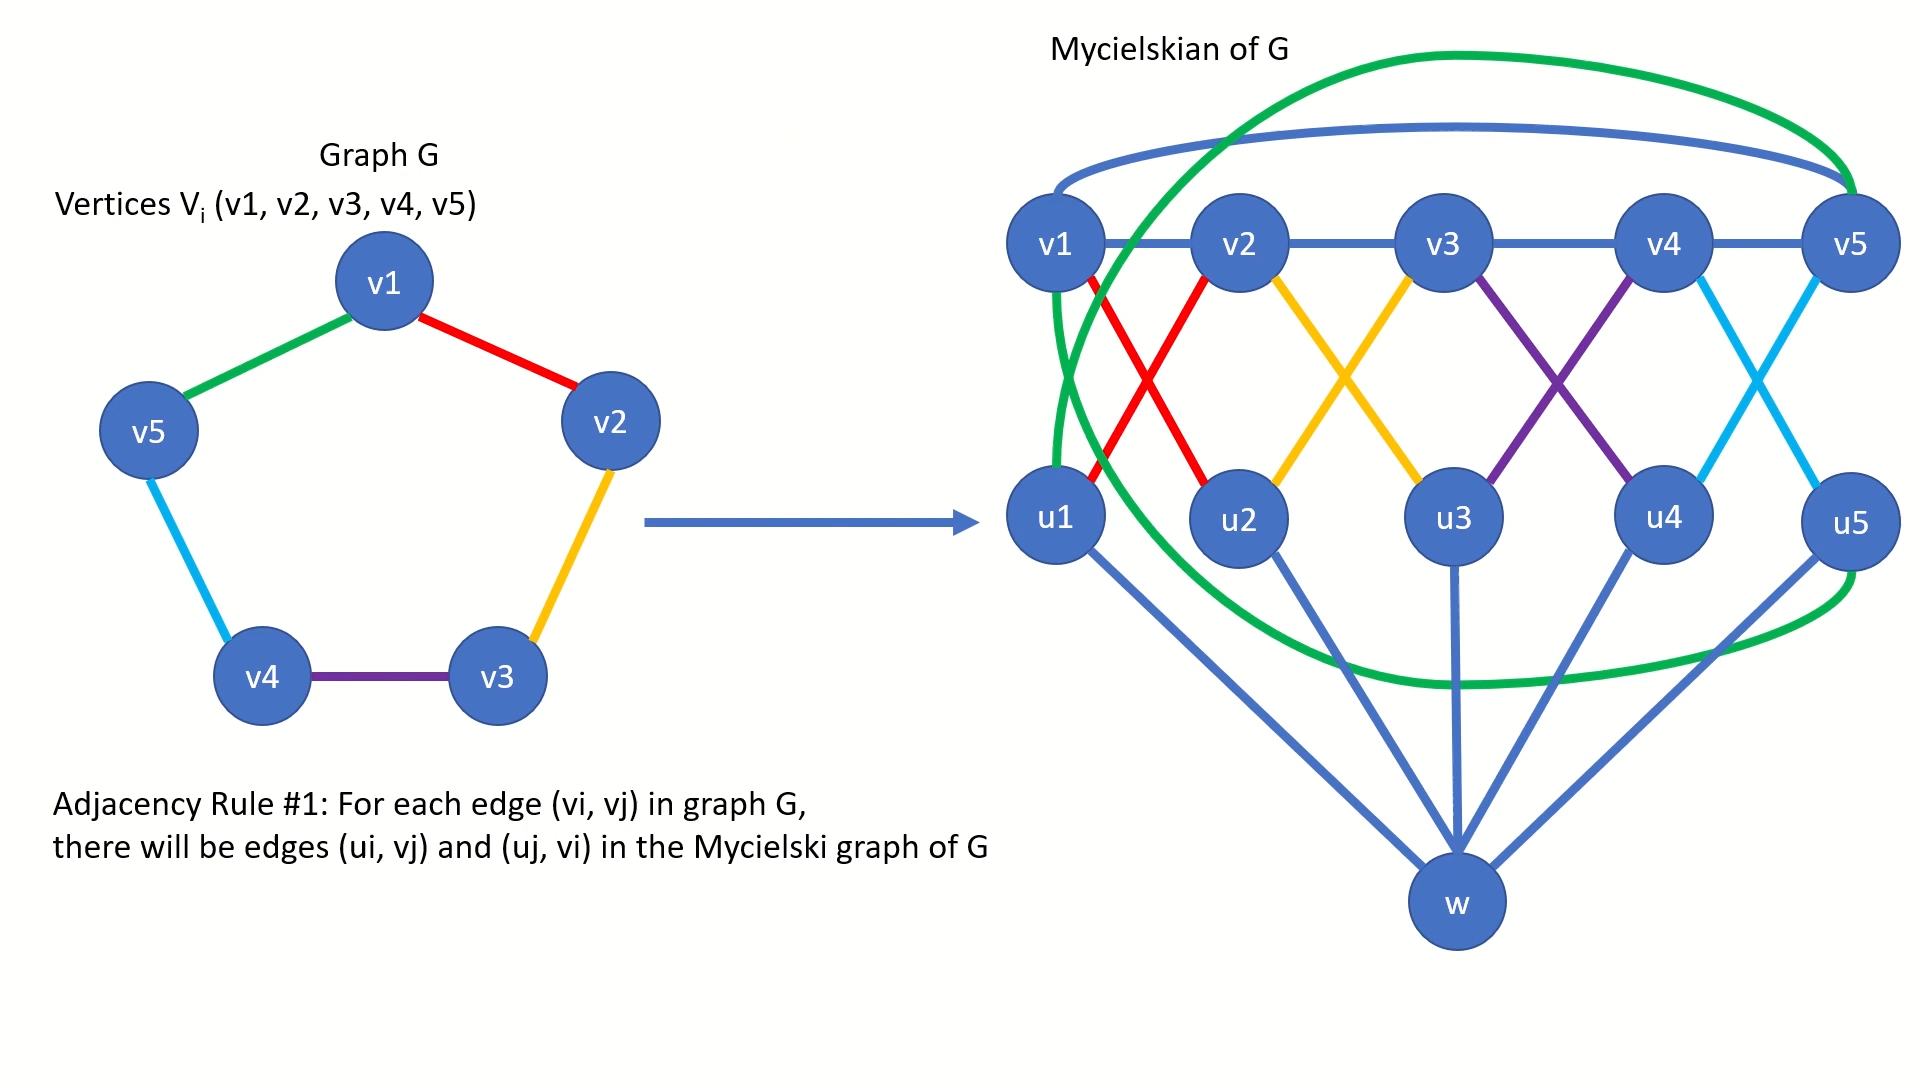 Mycielskian of G
Graph G
Vertices Vi (v1, v2, v3, v4, v5)
v1
v5
v2
v4
v3
v1
v2
v3
v4
v5
u1
u2
u3
u4
u5
w
Adjacency Rule #1: For each edge (vi, vj) in graph G,
there will be edges (ui, vj) and (uj, vi) in the Mycielski graph of G